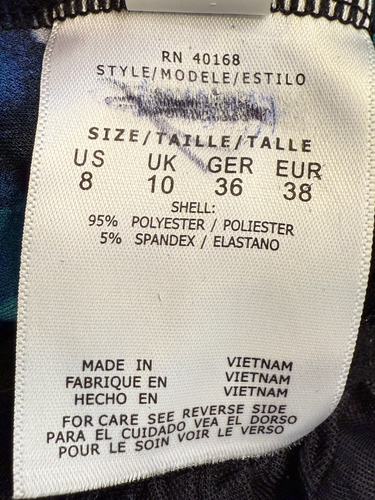 RN 40168
STYLE/MODELE/ESTILO
SIZE/TAILLE/TALLE
US UK GER EUR
8 10 36 38
SHELL:
95% POLYESTER / POLIESTER
5% SPANDEX / ELASTANO
MADE IN VIETNAM
FABRIQUE EN VIETNAM
HECHO EN VIETNAM
FOR CARE SEE REVERSE SIDE
PARA EL CUIDADO VEA EL DORSO
POUR LE SOIN VOIR LE VERSO